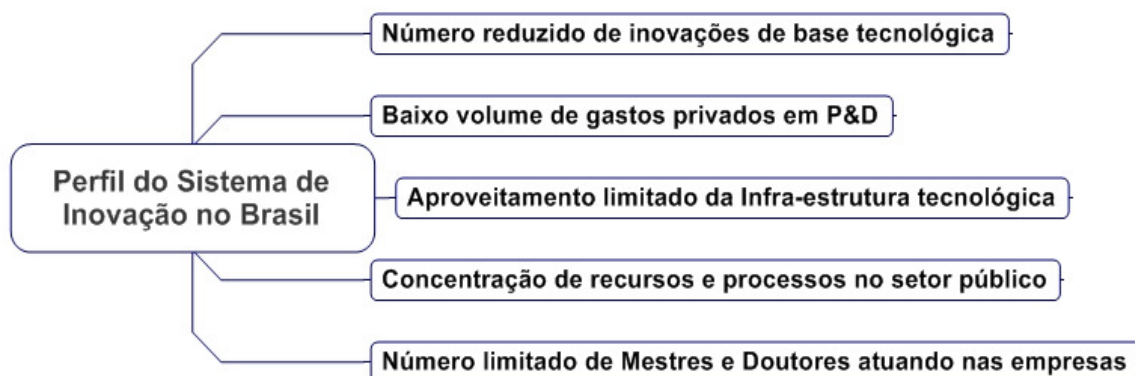 Número reduzido de inovações de base tecnológica
Baixo volume de gastos privados em P&D
Perfil do Sistema de
Inovação no Brasil
Aproveitamento limitado da Infra-estrutura tecnológica
Concentração de recursos e processos no setor público
Número limitado de Mestres e Doutores atuando nas empresas